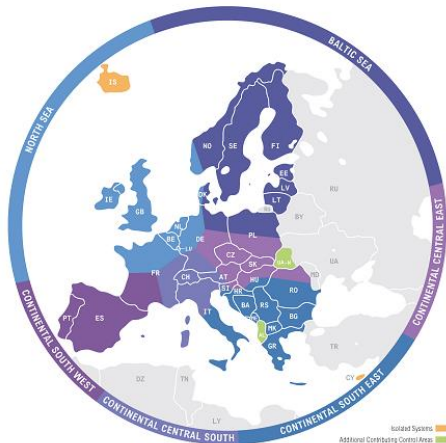 BALTIC SEA
NORTH SEA
IS
NO
SE
FI
EE
LV
LT
RU
DK
IE
GB
NL
BE
LU
DE
PL
BY
UA
CZ
SK
UA-W
MD
FR
CH
AT
HU
SI
HR
RO
IT
BA
RS
BG
MK
AL
GR
PT
ES
TR
CY
DZ
TN
LY
CONTINENTAL CENTRAL EAST
CONTINENTAL SOUTH WEST
CONTINENTAL CENTRAL SOUTH
CONTINENTAL SOUTH EAST
Isolated Systems
Additional Contributing Control Areas